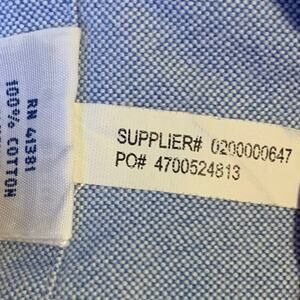 RN 41381
100% COTTON
SUPPLIER# 0200000647
PO# 4700524813